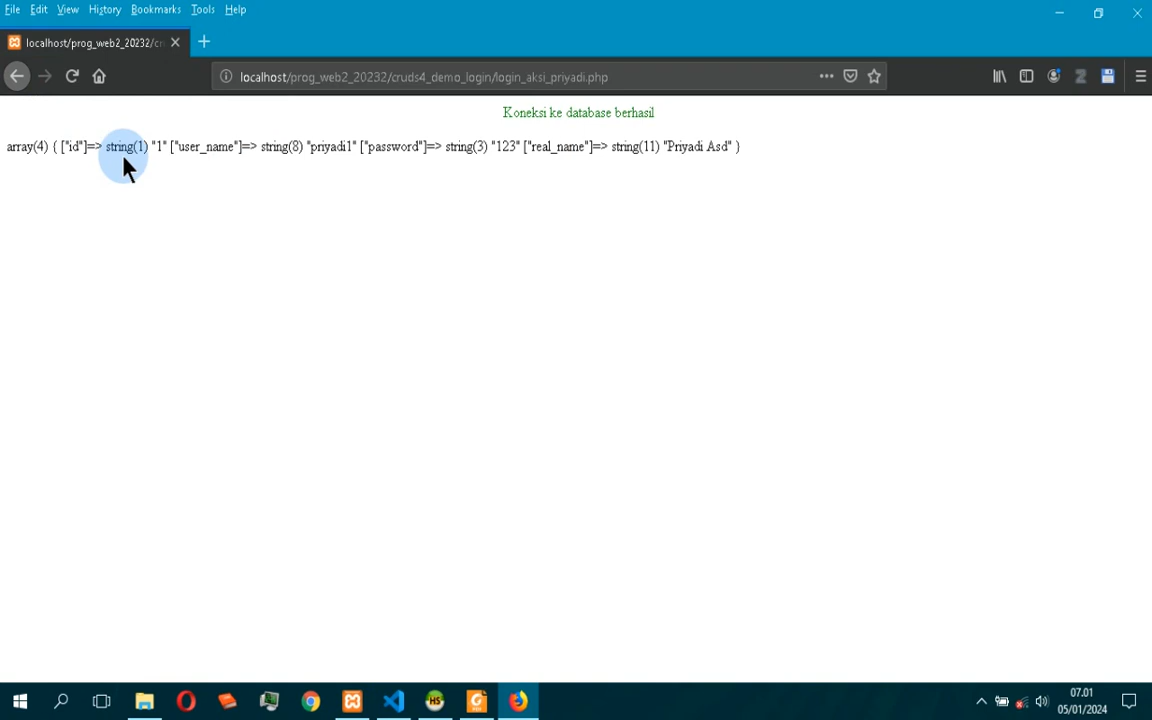 File Edit View History Bookmarks Tools Help
localhost/prog_web2_20232/cr
localhost/prog_web2_20232/cruds4_demo_login/login_aksi_priyadi.php
Koneksi ke database berhasil
array(4) { ["id"]=> string(1) "1" ["user_name"]=> string(8) "priyadi1" ["password"]=> string(3) "123" ["real_name"]=> string(11) "Priyadi Asd" }
07.01
05/01/2024